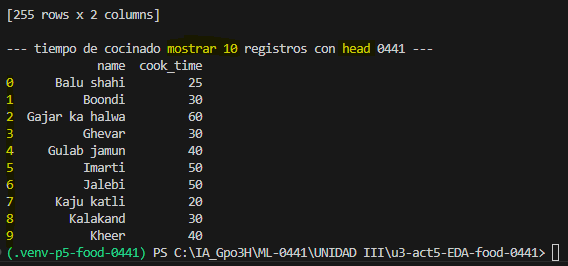 [255 rows x 2 columns]
--- tiempo de cocinado mostrar 10 registros con head 0441 ---
name cook_time
0 Balu shahi 25
1 Boondi 30
2 Gajar ka halwa 60
3 Ghevar 30
4 Gulab jamun 40
5 Imarti 50
6 Jalebi 50
7 Kaju katli 20
8 Kalakand 30
9 Kheer 40
(.venv-p5-food-0441) PS C:\IA_Gpo3H\ML-0441\UNIDAD III\u3-act5-EDA-food-0441>